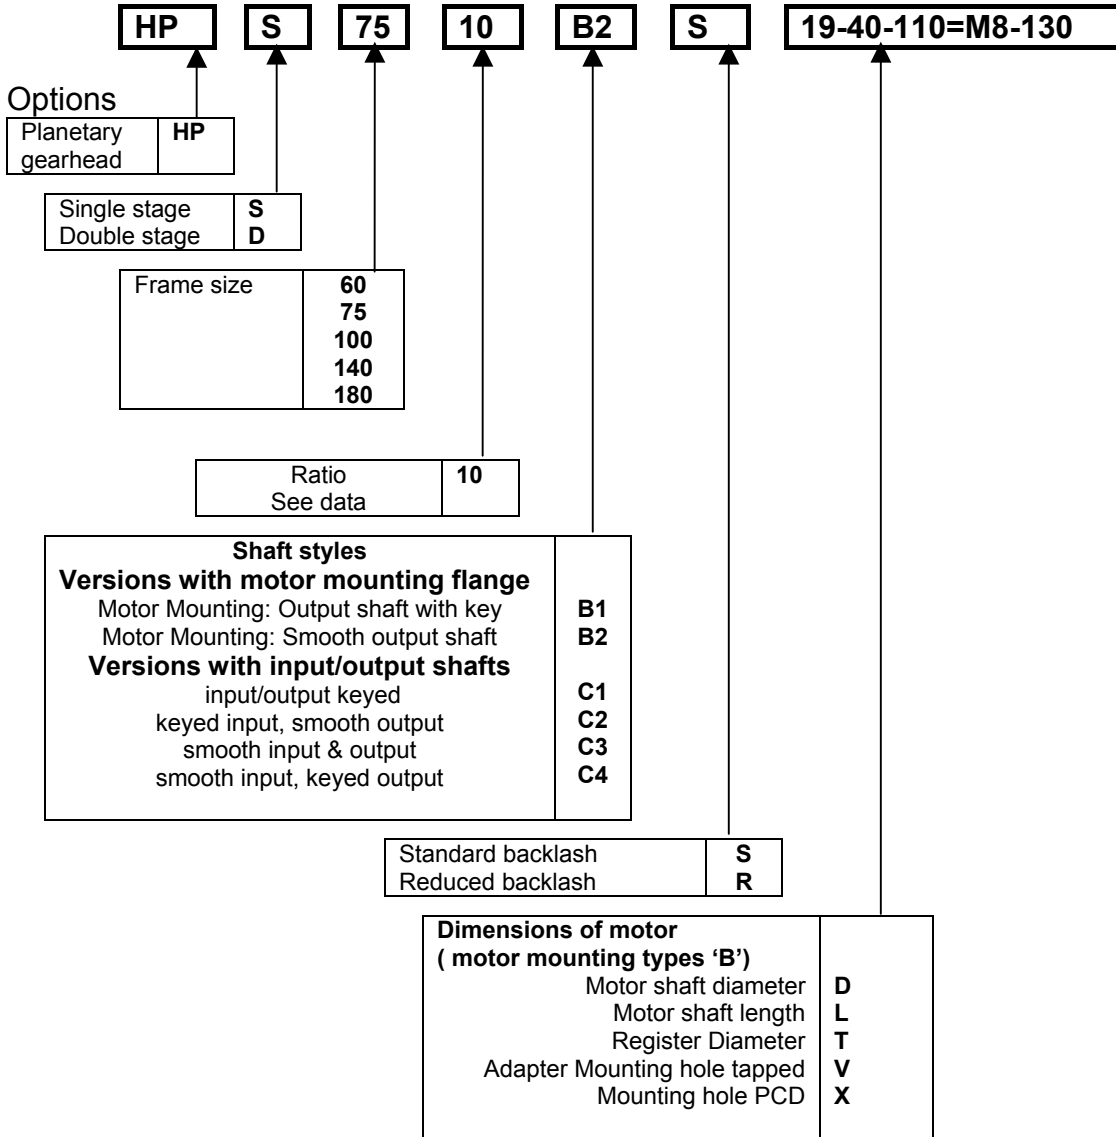 HP S 75 10 B2 S 19-40-110=M8-130
Options
Planetary gearhead HP
Single stage S
Double stage D
Frame size 60
75
100
140
180
Ratio 10
See data
Shaft styles
Versions with motor mounting flange
Motor Mounting: Output shaft with key B1
Motor Mounting: Smooth output shaft B2
Versions with input/output shafts
input/output keyed C1
keyed input, smooth output C2
smooth input & output C3
smooth input, keyed output C4
Standard backlash S
Reduced backlash R
Dimensions of motor
( motor mounting types ‘B’)
Motor shaft diameter D
Motor shaft length L
Register Diameter T
Adapter Mounting hole tapped V
Mounting hole PCD X